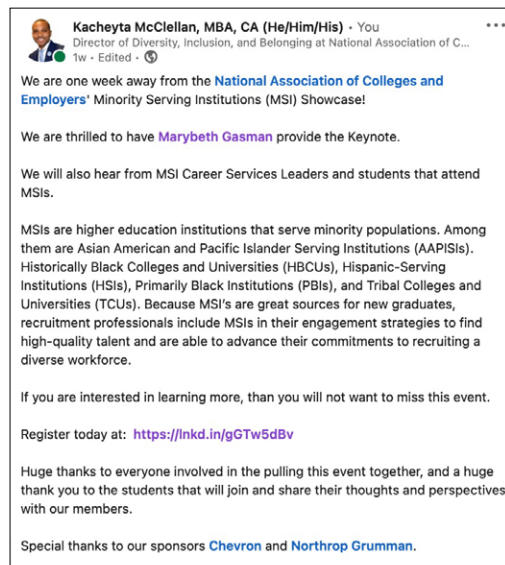 Kacheyta McClellan, MBA, CA (He/Him/His) • You
Director of Diversity, Inclusion, and Belonging at National Association of C...
1w • Edited •
We are one week away from the National Association of Colleges and
Employers' Minority Serving Institutions (MSI) Showcase!
We are thrilled to have Marybeth Gasman provide the Keynote.
We will also hear from MSI Career Services Leaders and students that attend
MSIs.
MSIs are higher education institutions that serve minority populations. Among
them are Asian American and Pacific Islander Serving Institutions (AAPISIs).
Historically Black Colleges and Universities (HBCUs), Hispanic-Serving
Institutions (HSIs), Primarily Black Institutions (PBIs), and Tribal Colleges and
Universities (TCUs). Because MSI's are great sources for new graduates,
recruitment professionals include MSIs in their engagement strategies to find
high-quality talent and are able to advance their commitments to recruiting a
diverse workforce.
If you are interested in learning more, than you will not want to miss this event.
Register today at: https://lnkd.in/gGTw5dBv
Huge thanks to everyone involved in the pulling this event together, and a huge
thank you to the students that will join and share their thoughts and perspectives
with our members.
Special thanks to our sponsors Chevron and Northrop Grumman.